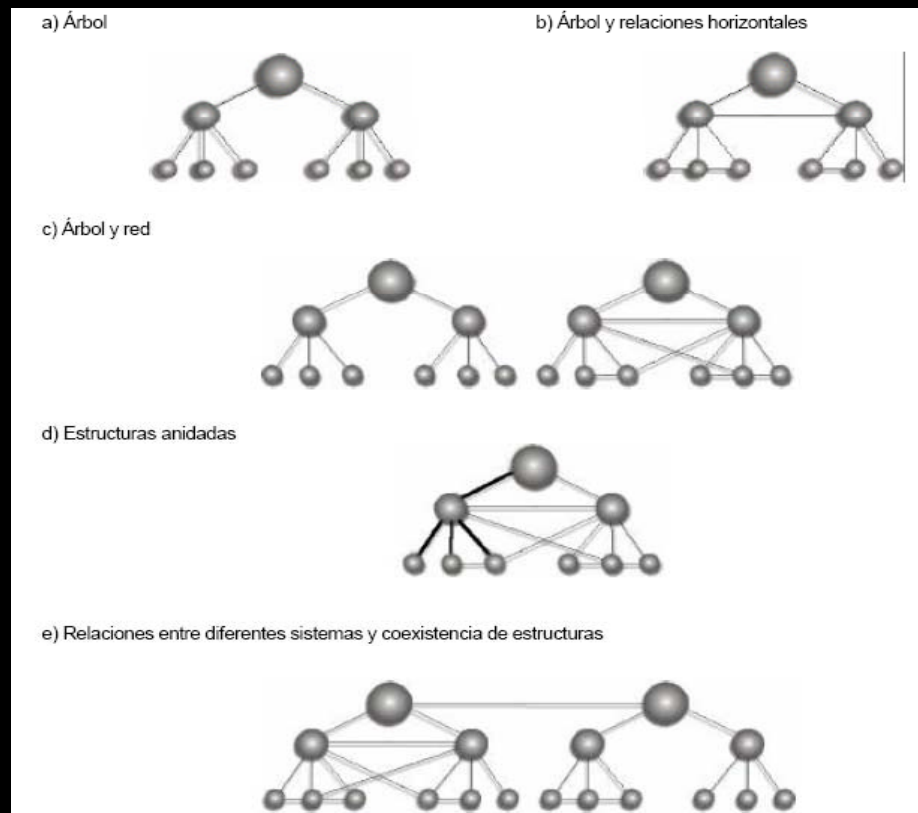 a) Árbol
b) Árbol y relaciones horizontales
c) Árbol y red
d) Estructuras anidadas
e) Relaciones entre diferentes sistemas y coexistencia de estructuras